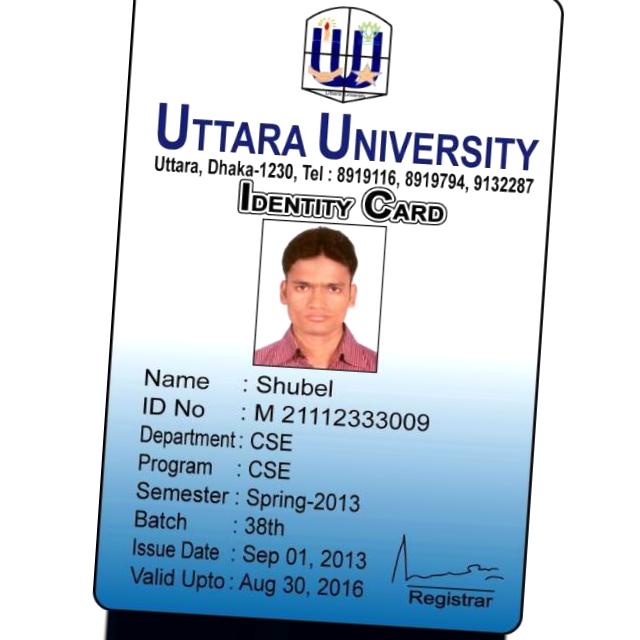 UTTARA UNIVERSITY
Uttara, Dhaka-1230, Tel : 8919116, 8919794, 9132287
IDENTITY CARD
Name : Shubel
ID No : M 21112333009
Department : CSE
Program : CSE
Semester : Spring-2013
Batch : 38th
Issue Date : Sep 01, 2013
Valid Upto : Aug 30, 2016
Registrar